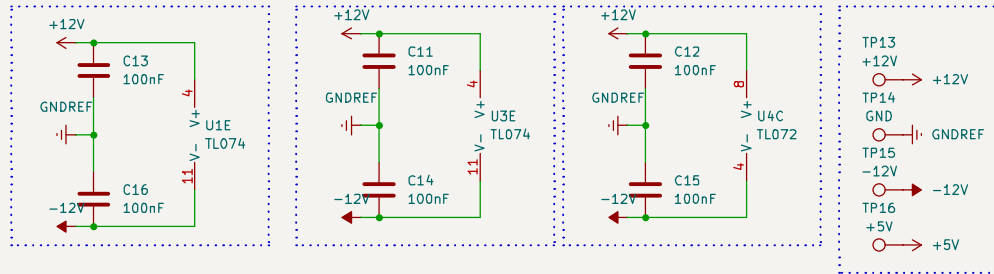 +12V
C13
100nF
4
GNDREF
V+
U1E
TL074
V-
11
C16
-12V
100nF
+12V
C11
100nF
4
GNDREF
V+
U3E
TL074
V-
11
C14
-12V
100nF
+12V
C12
100nF
8
GNDREF
V+
U4C
TL072
V-
4
C15
-12V
100nF
TP13
+12V
+12V
TP14
GND
GNDREF
TP15
-12V
-12V
TP16
+5V
+5V